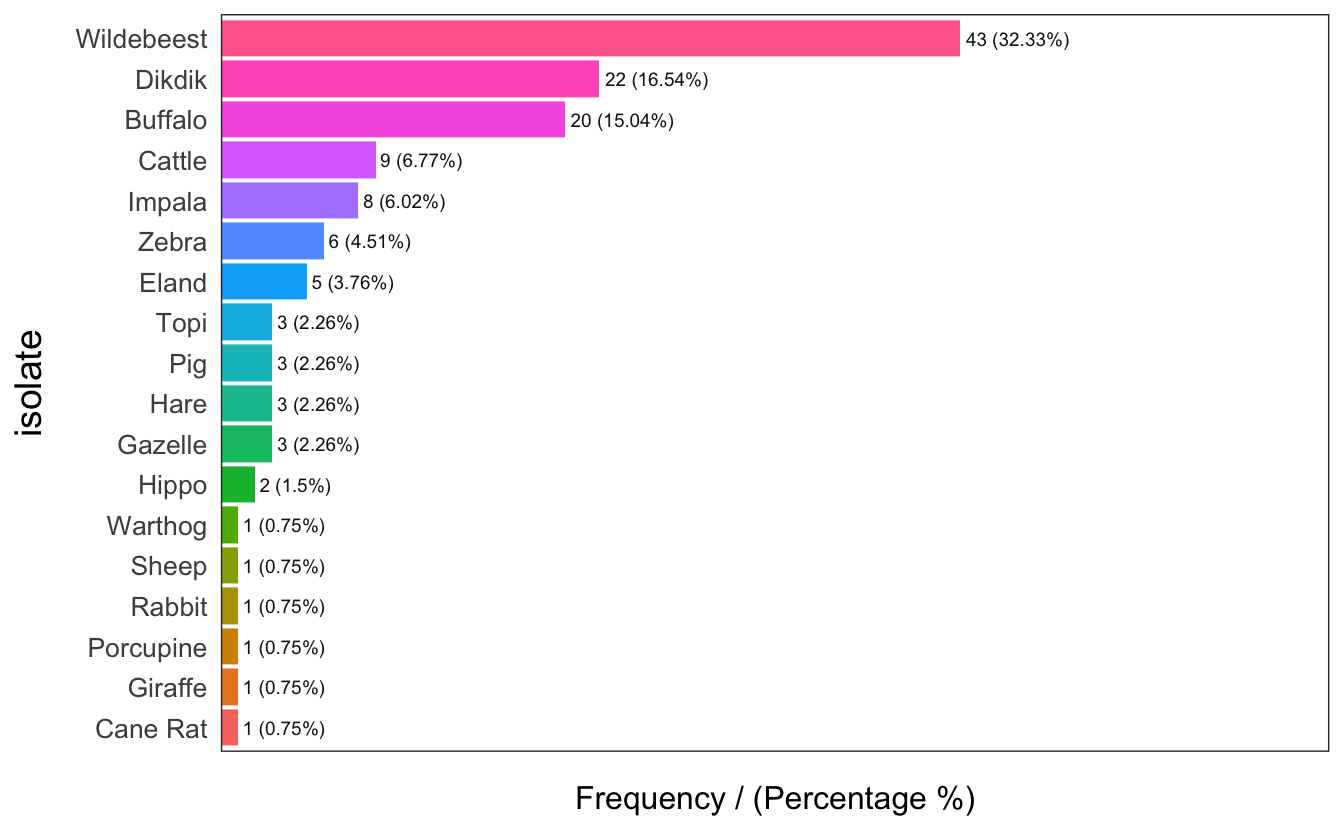 isolate
Wildebeest 43 (32.33%)
Dikdik 22 (16.54%)
Buffalo 20 (15.04%)
Cattle 9 (6.77%)
Impala 8 (6.02%)
Zebra 6 (4.51%)
Eland 5 (3.76%)
Topi 3 (2.26%)
Pig 3 (2.26%)
Hare 3 (2.26%)
Gazelle 3 (2.26%)
Hippo 2 (1.5%)
Warthog 1 (0.75%)
Sheep 1 (0.75%)
Rabbit 1 (0.75%)
Porcupine 1 (0.75%)
Giraffe 1 (0.75%)
Cane Rat 1 (0.75%)
Frequency / (Percentage %)